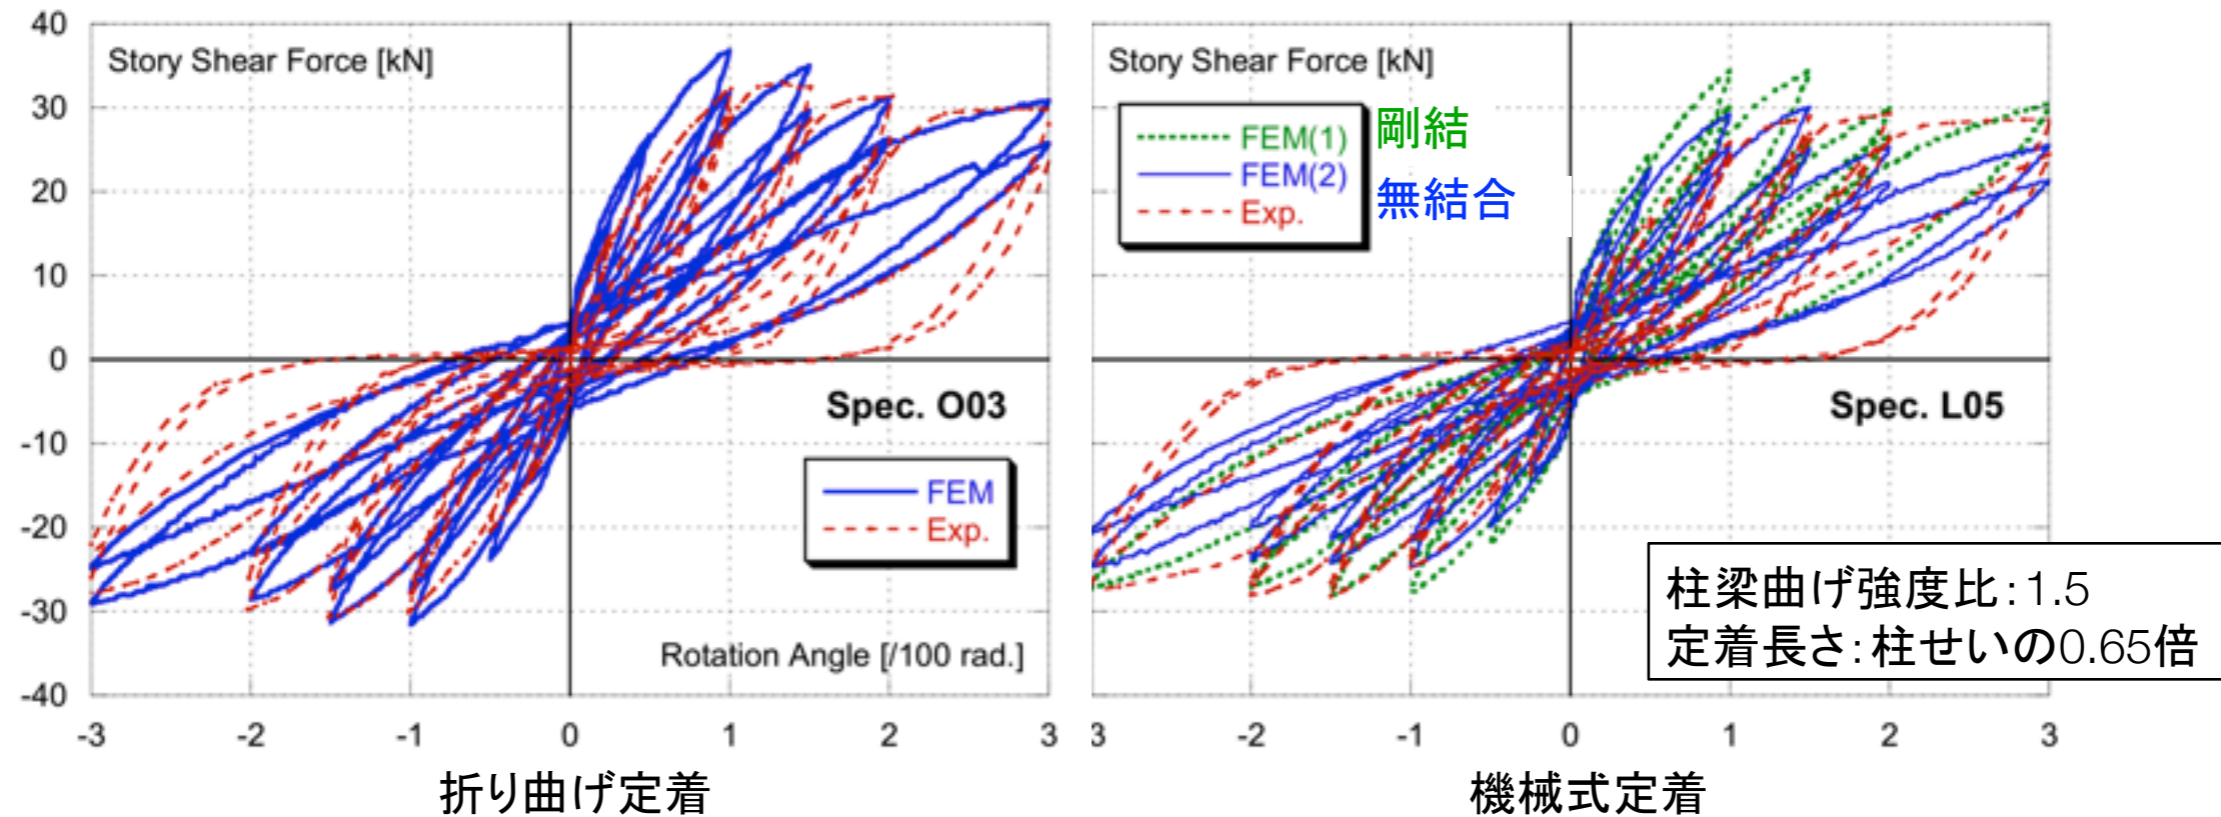 40
30
20
10
0
-10
-20
-30
-40
Story Shear Force [kN]
Spec. O03
FEM
Exp.
Rotation Angle [/100 rad.]
-3 -2 -1 0 1 2 3
折り曲げ定着
Story Shear Force [kN]
FEM(1) 剛結
FEM(2) 無結合
Exp.
Spec. L05
柱梁曲げ強度比：1.5
定着長さ：柱せいの0.65倍
3 -2 -1 0 1 2 3
機械式定着